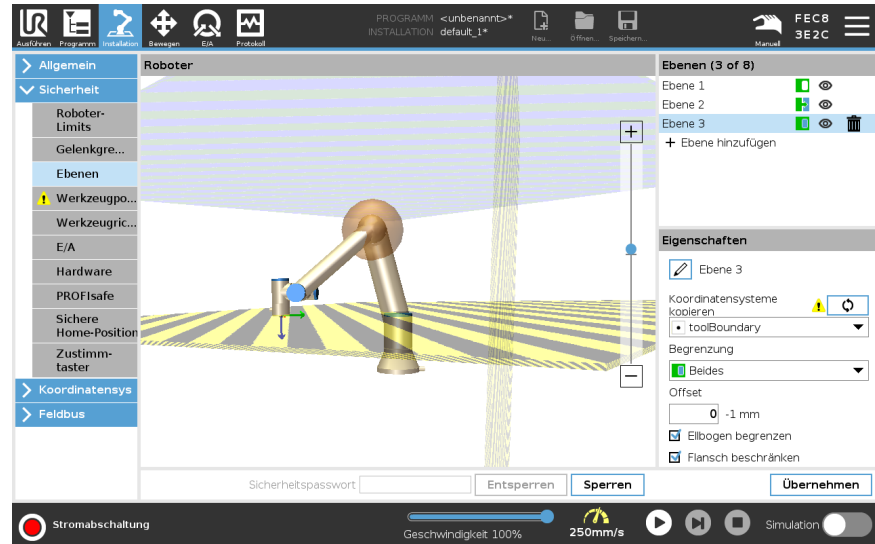 PROGRAMM <unbenannt>*
INSTALLATION default_1*
FEC8
3E2C
Ausführen Programm Installation Bewegen E/A Protokoll
Neu... Öffnen... Speichern...
Manuell
Allgemein
Sicherheit
Roboter-
Limits
Gelenkgre...
Ebenen
Werkzeugpo...
Werkzeugric...
E/A
Hardware
PROFIsafe
Sichere
Home-Position
Zustimm-
taster
Koordinatensys
Feldbus
Roboter
Ebenen (3 of 8)
Ebene 1
Ebene 2
Ebene 3
+ Ebene hinzufügen
Eigenschaften
Ebene 3
Koordinatensysteme
kopieren
toolBoundary
Begrenzung
Beides
Offset
0 -1 mm
Ellbogen begrenzen
Flansch beschränken
Sicherheitspasswort Entsperren Sperren Übernehmen
Stromabschaltung
Geschwindigkeit 100%
250mm/s
Simulation